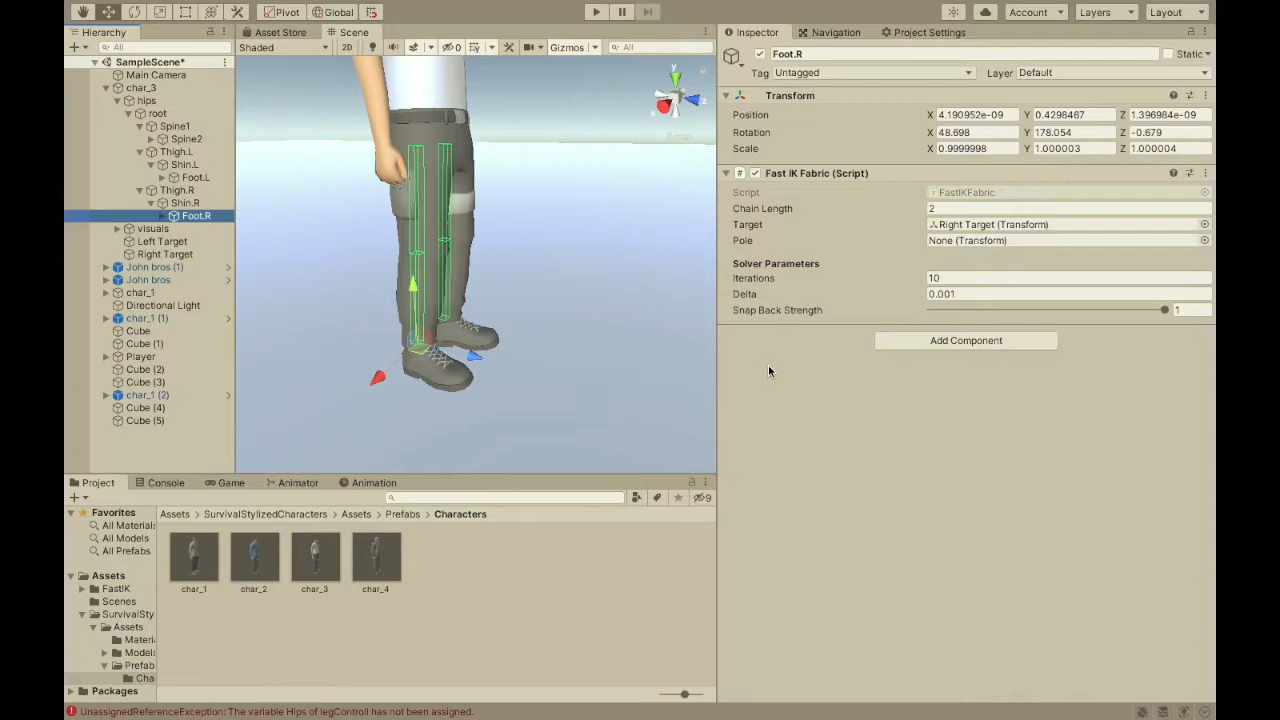 Pivot Global Account Layers Layout
Hierarchy Asset Store Scene Inspector Navigation Project Settings
All Shaded 2D 0 Gizmos All
SampleScene*
Main Camera
char_3
hips
root
Spine1
Spine2
Thigh.L
Shin.L
Foot.L
Thigh.R
Shin.R
Foot.R
visuals
Left Target
Right Target
John bros (1)
John bros
char_1
Directional Light
char_1 (1)
Cube
Cube (1)
Player
Cube (2)
Cube (3)
char_1 (2)
Cube (4)
Cube (5)
y
x
z
Persp
Foot.R Static
Tag Untagged Layer Default
Transform
Position X 4.190952e-09 Y 0.4298467 Z 1.396984e-09
Rotation X 48.698 Y 178.054 Z -0.679
Scale X 0.9999998 Y 1.000003 Z 1.000004
# Fast IK Fabric (Script)
Script FastIKFabric
Chain Length 2
Target Right Target (Transform)
Pole None (Transform)
Solver Parameters
Iterations 10
Delta 0.001
Snap Back Strength 1
Add Component
Project Console Game Animator Animation
9
Favorites
All Materials
All Models
All Prefabs
Assets
FastIK
Scenes
SurvivalSty
Assets
Materi
Models
Prefab
Cha
Packages
Assets > SurvivalStylizedCharacters > Assets > Prefabs > Characters
char_1 char_2 char_3 char_4
UnassignedReferenceException: The variable Hips of legControll has not been assigned.